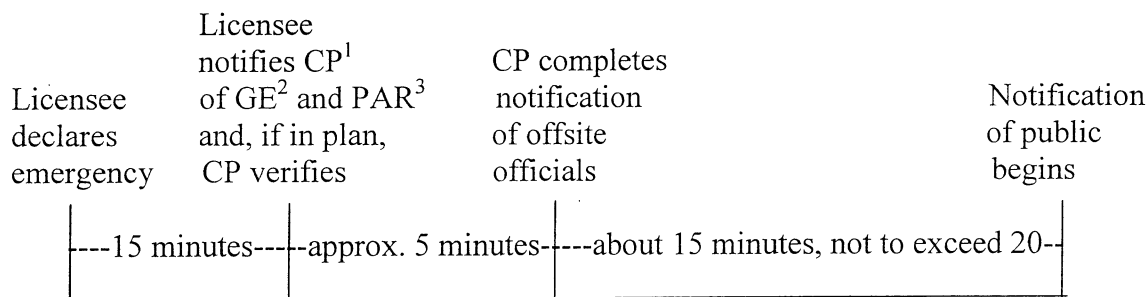 Licensee
declares
emergency
Licensee
notifies CP¹
of GE² and PAR³
and, if in plan,
CP verifies
CP completes
notification
of offsite
officials
Notification
of public
begins
----15 minutes---
--approx. 5 minutes--
----about 15 minutes, not to exceed 20--